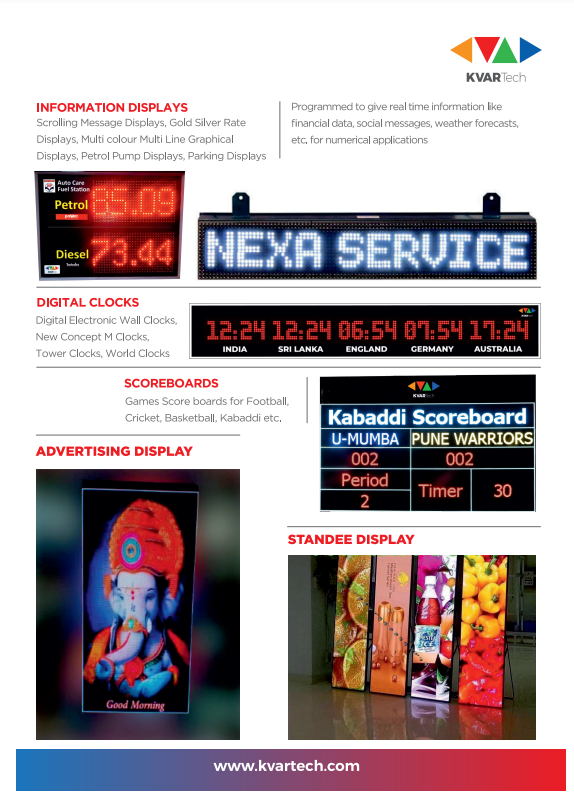 KVARTech
INFORMATION DISPLAYS
Scrolling Message Displays, Gold Silver Rate
Displays, Multi colour Multi Line Graphical
Displays, Petrol Pump Displays, Parking Displays
Programmed to give real time information like
financial data, social messages, weather forecasts,
etc. for numerical applications
Auto Care
Fuel Station
Petrol 85.09
Diesel 73.44
NEXA SERVICE
DIGITAL CLOCKS
Digital Electronic Wall Clocks,
New Concept M Clocks,
Tower Clocks, World Clocks
12:24 12:24 06:54 07:54 17:24
INDIA SRI LANKA ENGLAND GERMANY AUSTRALIA
SCOREBOARDS
Games Score boards for Football,
Cricket, Basketball, Kabaddi etc.
KVARTech
Kabaddi Scoreboard
U-MUMBA PUNE WARRIORS
002 002
Period
2
Timer 30
ADVERTISING DISPLAY
Good Morning
STANDEE DISPLAY
www.kvartech.com